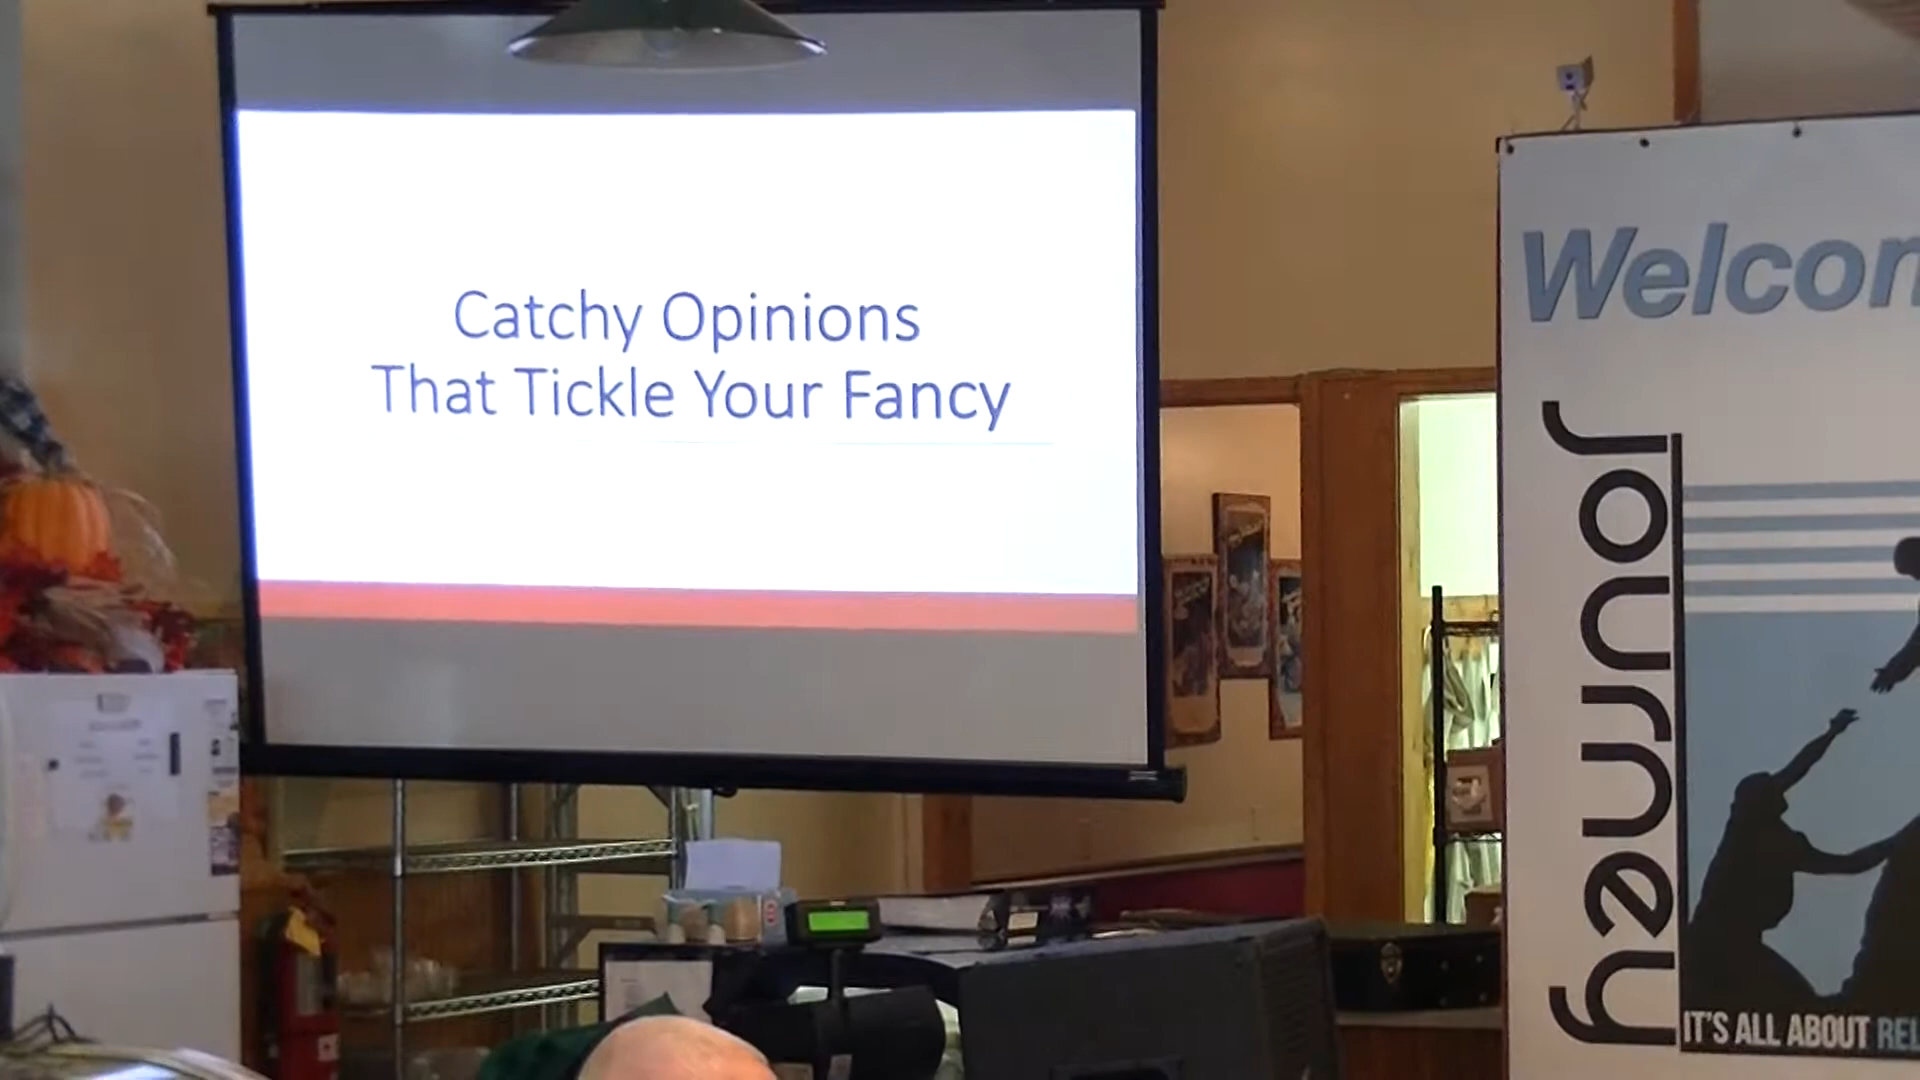 Catchy Opinions
That Tickle Your Fancy
Welcom
Journey
IT'S ALL ABOUT REL